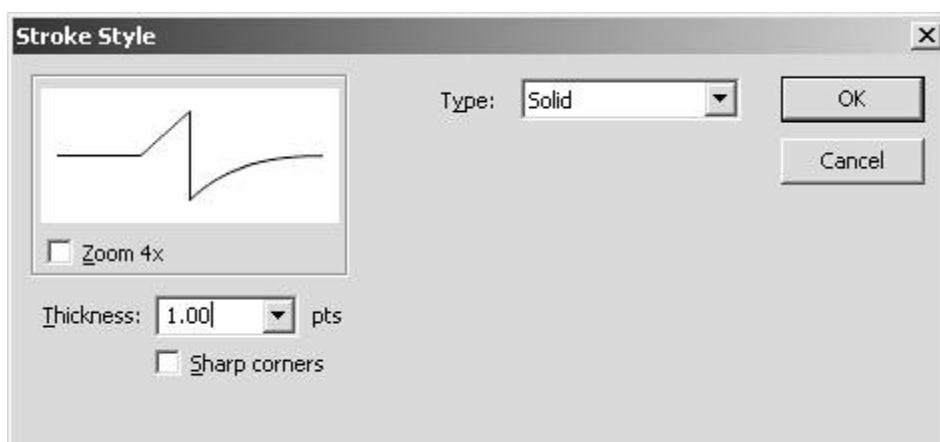 Stroke Style
Type: Solid
OK
Cancel
Zoom 4x
Thickness: 1.00 pts
Sharp corners